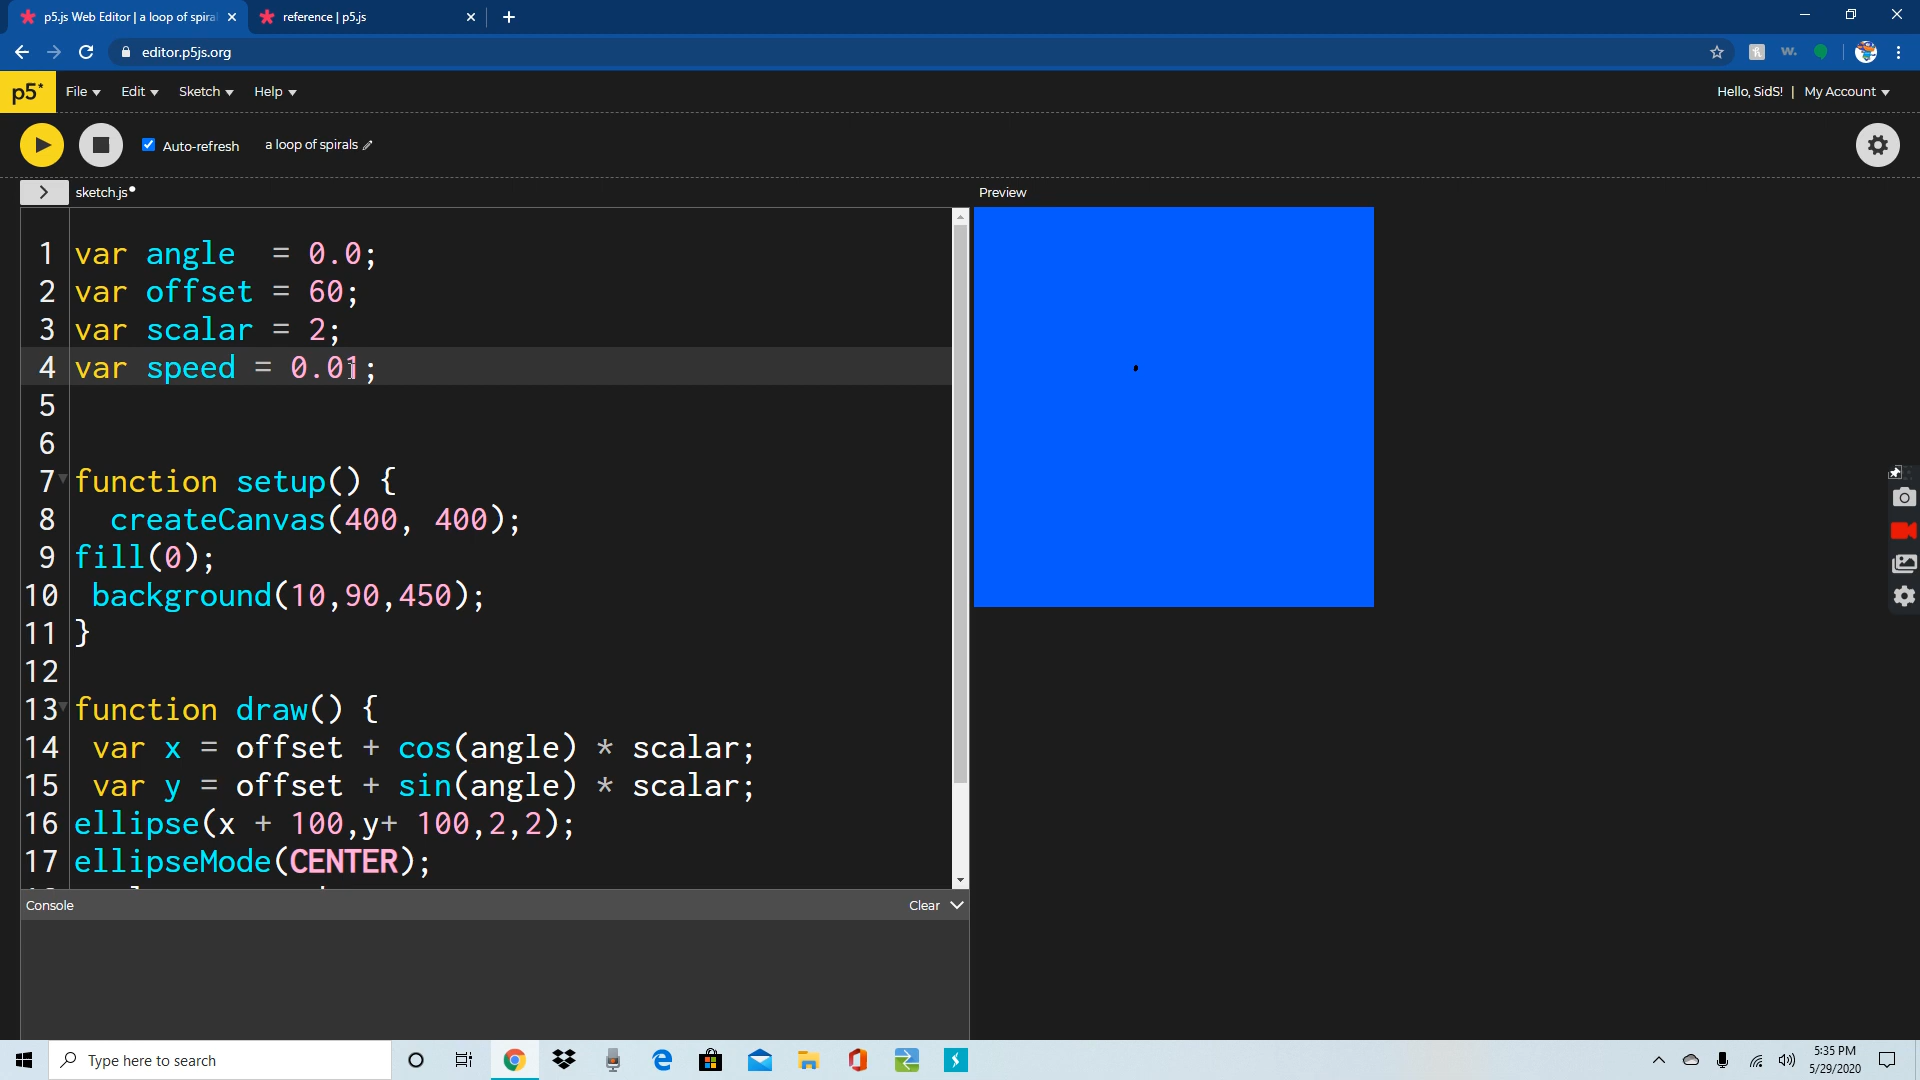 p5.js Web Editor | a loop of spira
reference | p5.js
editor.p5js.org
p5*
File
Edit
Sketch
Help
Hello, SidS! | My Account
Auto-refresh
a loop of spirals
sketch.js
Preview
1 var angle  = 0.0;
2 var offset = 60;
3 var scalar = 2;
4 var speed = 0.01;
5
6
7 function setup() {
8   createCanvas(400, 400);
9 fill(0);
10  background(10,90,450);
11 }
12
13 function draw() {
14  var x = offset + cos(angle) * scalar;
15  var y = offset + sin(angle) * scalar;
16 ellipse(x + 100,y+ 100,2,2);
17 ellipseMode(CENTER);
Console
Clear
Type here to search
5:35 PM
5/29/2020